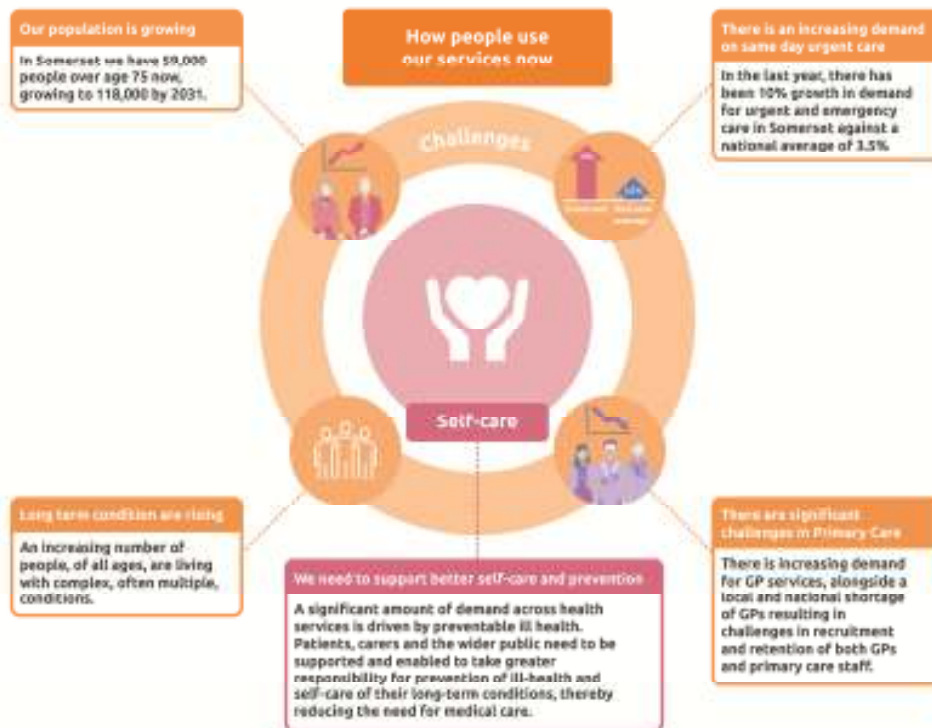 Our population is growing
In Somerset we have 59,000
people over age 75 now,
growing to 118,000 by 2031.
How people use
our services now
There is an increasing demand
on same day urgent care
In the last year, there has
been 10% growth in demand
for urgent and emergency
care in Somerset against a
national average of 3.5%
Challenges
Self-care
Long term condition are rising
An increasing number of
people, of all ages, are living
with complex, often multiple,
conditions.
We need to support better self-care and prevention
A significant amount of demand across health
services is driven by preventable ill health.
Patients, carers and the wider public need to be
supported and enabled to take greater
responsibility for prevention of ill-health and
self-care of their long-term conditions, thereby
reducing the need for medical care.
There are significant
challenges in Primary Care
There is increasing demand
for GP services, alongside a
local and national shortage
of GPs resulting in
challenges in recruitment
and retention of both GPs
and primary care staff.